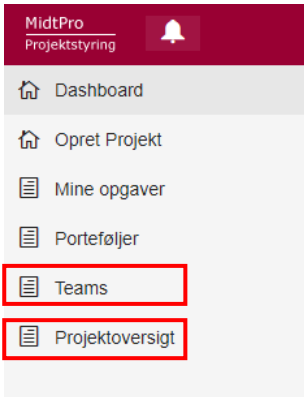 MidtPro
Projektstyring
Dashboard
Opret Projekt
Mine opgaver
Porteføljer
Teams
Projektoversigt